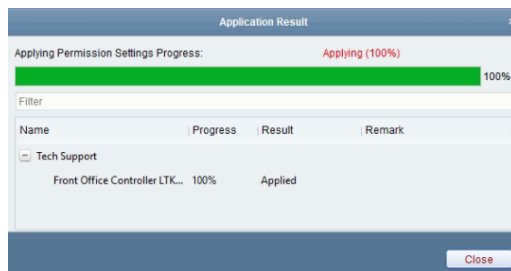 Application Result
Applying Permission Settings Progress: Applying (100%)
100%
Filter
Name Progress Result Remark
Tech Support
Front Office Controller LTK... 100% Applied
Close